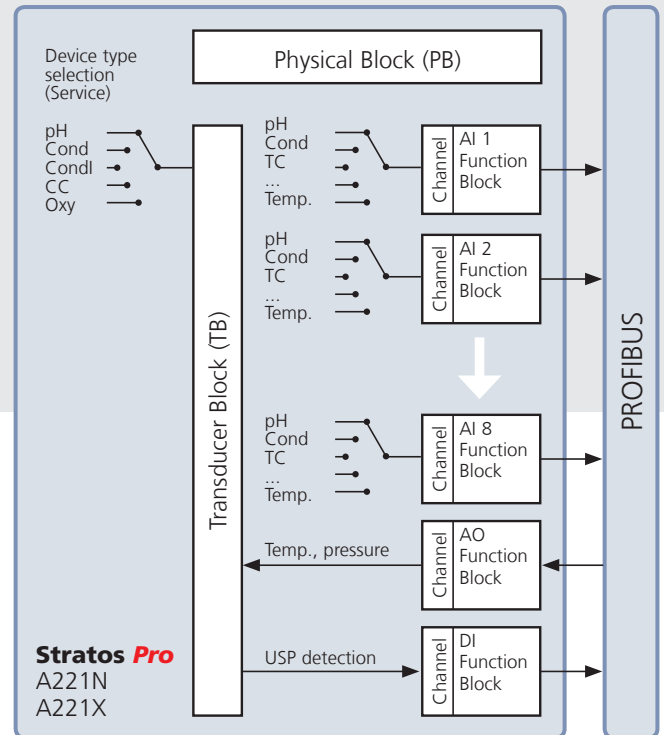 Device type
selection
(Service)
Physical Block (PB)
pH
Cond
CondI
CC
Oxy
Transducer Block (TB)
pH
Cond
TC
...
Temp.
Channel
AI 1
Function
Block
pH
Cond
TC
...
Temp.
Channel
AI 2
Function
Block
pH
Cond
TC
...
Temp.
Channel
AI 8
Function
Block
Temp., pressure
Channel
AO
Function
Block
USP detection
Channel
DI
Function
Block
PROFIBUS
Stratos Pro
A221N
A221X